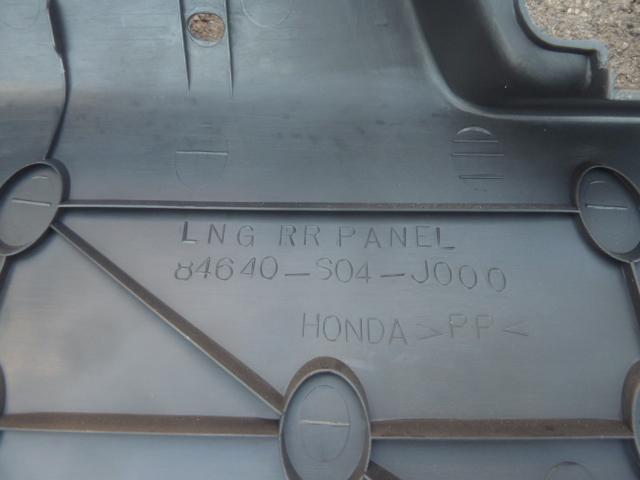 LNG RR PANEL
84640-S04-J000
HONDA >PP<